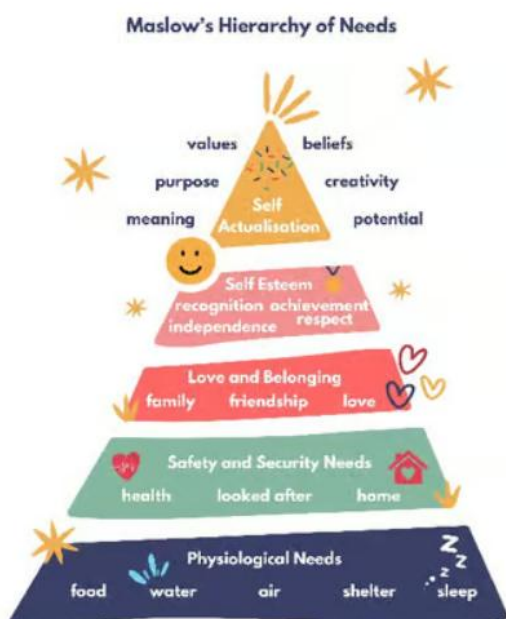 Maslow's Hierarchy of Needs
values beliefs
purpose creativity
meaning potential
Self
Actualisation
Self Esteem
recognition achievement
independence respect
Love and Belonging
family friendship love
Safety and Security Needs
health looked after home
Physiological Needs
food water air shelter sleep
z
z
z
z